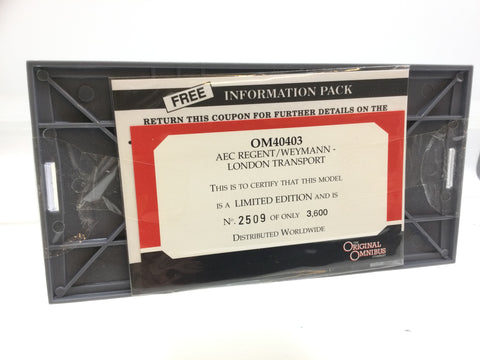 FREE INFORMATION PACK
RETURN THIS COUPON FOR FURTHER DETAILS ON THE
OM40403
AEC REGENT/WEYMANN -
LONDON TRANSPORT
THIS IS TO CERTIFY THAT THIS MODEL
IS A LIMITED EDITION AND IS
No. 2509 OF ONLY 3,600
DISTRIBUTED WORLDWIDE
THE
ORIGINAL
OMNIBUS